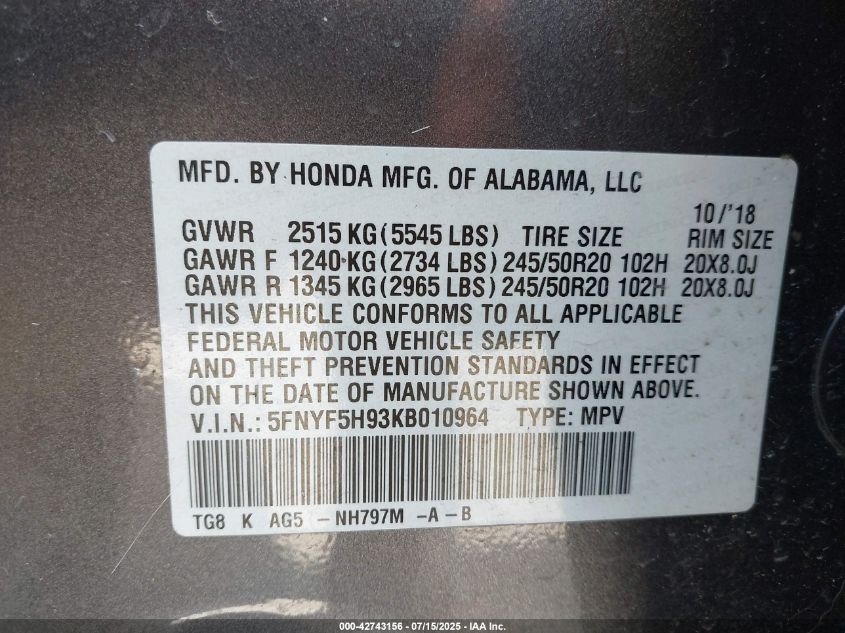 MFD. BY HONDA MFG. OF ALABAMA, LLC
10/'18
GVWR 2515 KG(5545 LBS) TIRE SIZE RIM SIZE
GAWR F 1240 KG(2734 LBS) 245/50R20 102H 20X8.0J
GAWR R 1345 KG(2965 LBS) 245/50R20 102H 20X8.0J
THIS VEHICLE CONFORMS TO ALL APPLICABLE
FEDERAL MOTOR VEHICLE SAFETY
AND THEFT PREVENTION STANDARDS IN EFFECT
ON THE DATE OF MANUFACTURE SHOWN ABOVE.
V.I.N.: 5FNYF5H93KB010964 TYPE: MPV
TG8 K AG5 -NH797M -A -B
000-42743156 - 07/15/2025 - IAA Inc.